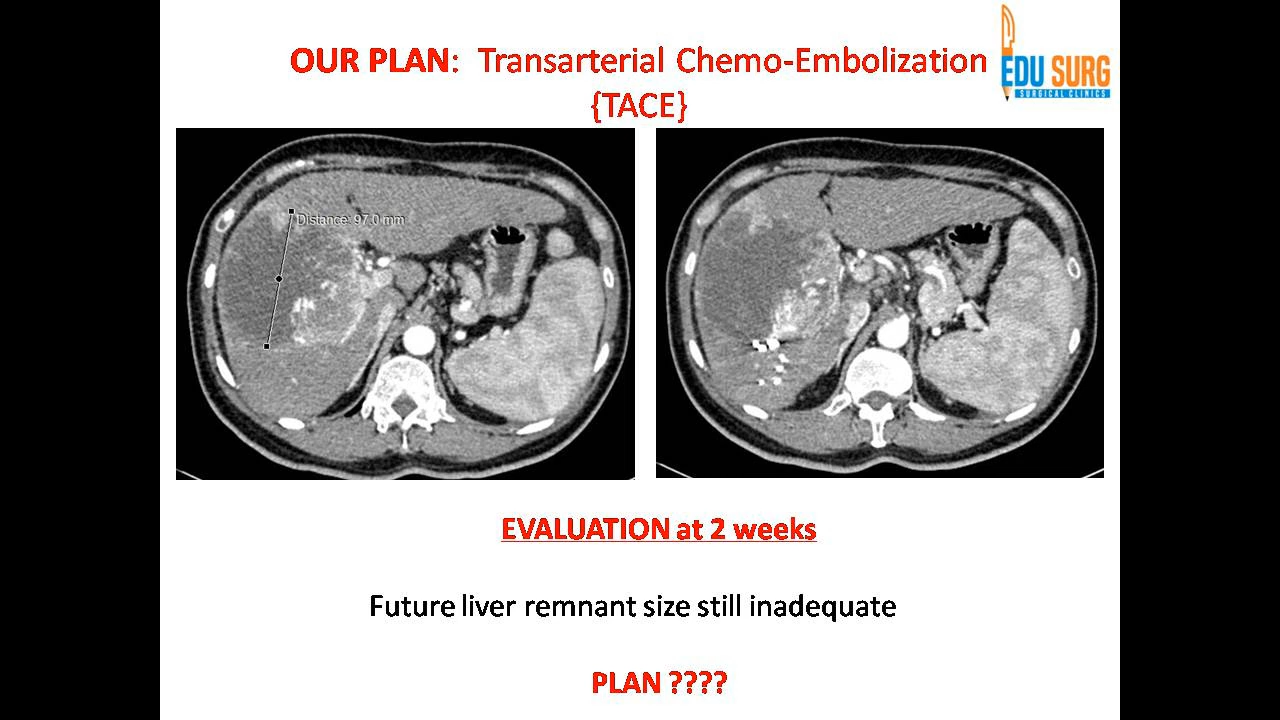 OUR PLAN: Transarterial Chemo-Embolization
{TACE}
EDU SURG
SURGICAL CLINICS
Distance: 97.0 mm
EVALUATION at 2 weeks
Future liver remnant size still inadequate
PLAN ????